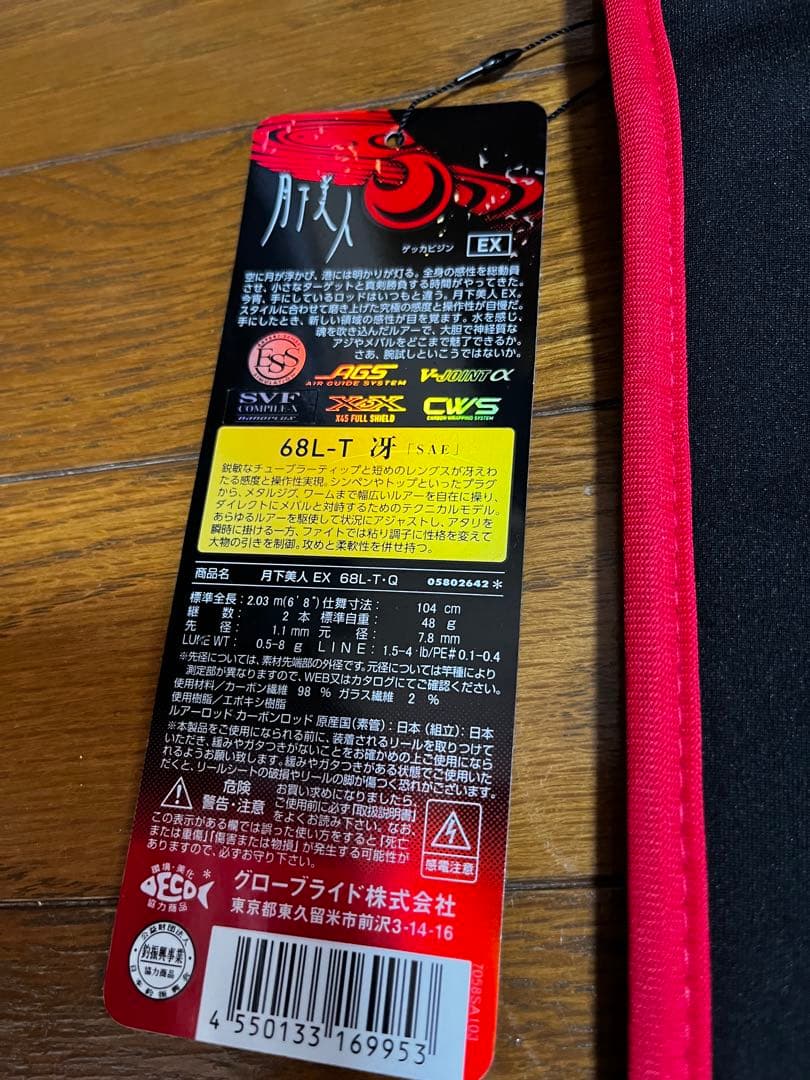 月下美人
ゲッカビジン
EX
空に月が浮かび、港には明かりが灯る。全身の感性を総動員
させ、小さなターゲットと真剣勝負する時間がやってきた。
今宵、手にしているロッドはいつもと違う。月下美人 EX。
スタイルに合わせて磨き上げた究極の感度と操作性が自慢だ。
手にしたとき、新しい領域の感性が目を覚ます。水を感じ、
魂を吹き込んだルアーで、大胆で神経質な
アジやメバルをどこまで魅了できるか。
さあ、腕試しといこうではないか。
ESS
AGS
AIR GUIDE SYSTEM
V-JOINT α
SVF
COMPILE-X
NANOPLUS
X45X
X45 FULL SHIELD
CWS
CARBON WRAPPING SYSTEM
68L-T 冴「SAE」
鋭敏なチューブラーティップと短めのレングスが冴えわ
たる感度と操作性実現。シンペンやトップといったプラグ
から、メタルジグ、ワームまで幅広いルアーを自在に操り、
ダイレクトにメバルと対峙するためのテクニカルモデル。
あらゆるルアーを駆使して状況にアジャストし、アタリを
瞬時に掛ける一方、ファイトでは粘り調子に性格を変えて
大物の引きを制御。攻めと柔軟性を併せ持つ。
商品名 月下美人 EX 68L-T・Q 05802642*
標準全長: 2.03 m(6'8") 仕舞寸法: 104 cm
継数: 2 本 標準自重: 48 g
先径: 1.1 mm 元径: 7.8 mm
LURE WT: 0.5-8 g LINE: 1.5-4 lb/PE#0.1-0.4
※先径については、素材先端部の外径です。元径については竿種により
測定部が異なりますので、WEB又はカタログにてご確認ください。
使用材料/カーボン繊維 98 % ガラス繊維 2 %
使用樹脂/エポキシ樹脂
ルアーロッド カーボンロッド 原産国(素管):日本 (組立):日本
※本製品をご使用になられる前に、装着されるリールを取りつけて
いただき、緩みやガタつきがないことをお確かめの上ご使用になら
れるようお願い致します。緩みやガタつきがある状態でご使用いた
だくと、リールシートの破損やリールの脚が傷つく恐れがございます。
危険
警告・注意
お買い求めになりましたら、
ご使用前に必ず「取扱説明書」
をよくお読み下さい。なお、
この表示がある欄では誤った使い方をすると「死亡
または重傷」「傷害または物損」が発生する可能性が
ありますので、必ずお守り下さい。
感電注意
環境・美化
ECO
協力商品
グローブライド株式会社
東京都東久留米市前沢3-14-16
公益財団法人
釣振興事業
協力商品
日本釣振興会
4 550133 169953
7058SA103